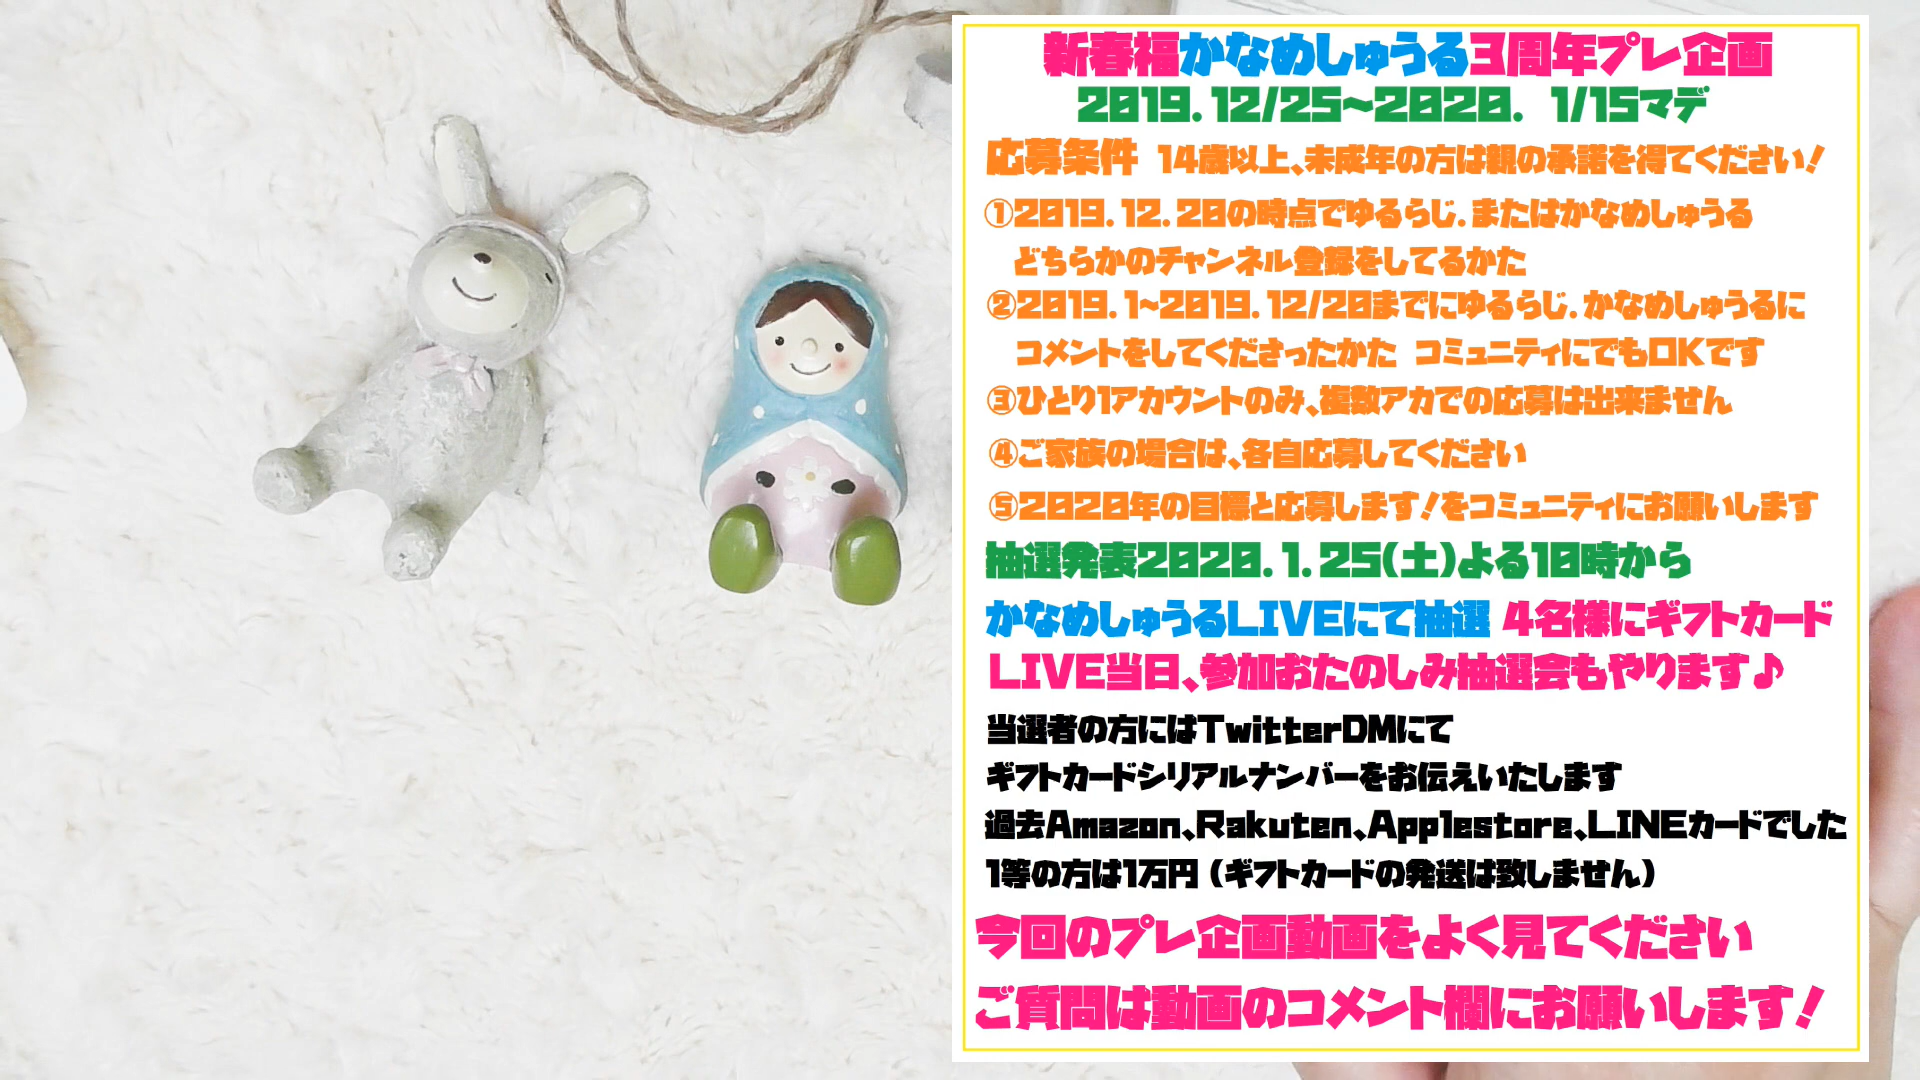 新春福かなめしゅうる3周年プレ企画
2019.12/25~2020. 1/15マデ
応募条件 14歳以上、未成年の方は親の承諾を得てください!
①2019.12.20の時点でゆるらじ.またはかなめしゅうる
どちらかのチャンネル登録をしてるかた
②2019.1~2019.12/20までにゆるらじ.かなめしゅうるに
コメントをしてくださったかた コミュニティにでもOKです
③ひとり1アカウントのみ、複数アカでの応募は出来ません
④ご家族の場合は、各自応募してください
⑤2020年の目標と応募します!をコミュニティにお願いします
抽選発表2020.1.25(土)よる10時から
かなめしゅうるLIVEにて抽選 4名様にギフトカード
LIVE当日、参加おたのしみ抽選会もやります♪
当選者の方にはTwitterDMにて
ギフトカードシリアルナンバーをお伝えいたします
過去Amazon、Rakuten、Applestore、LINEカードでした
1等の方は1万円(ギフトカードの発送は致しません)
今回のプレ企画動画をよく見てください
ご質問は動画のコメント欄にお願いします!